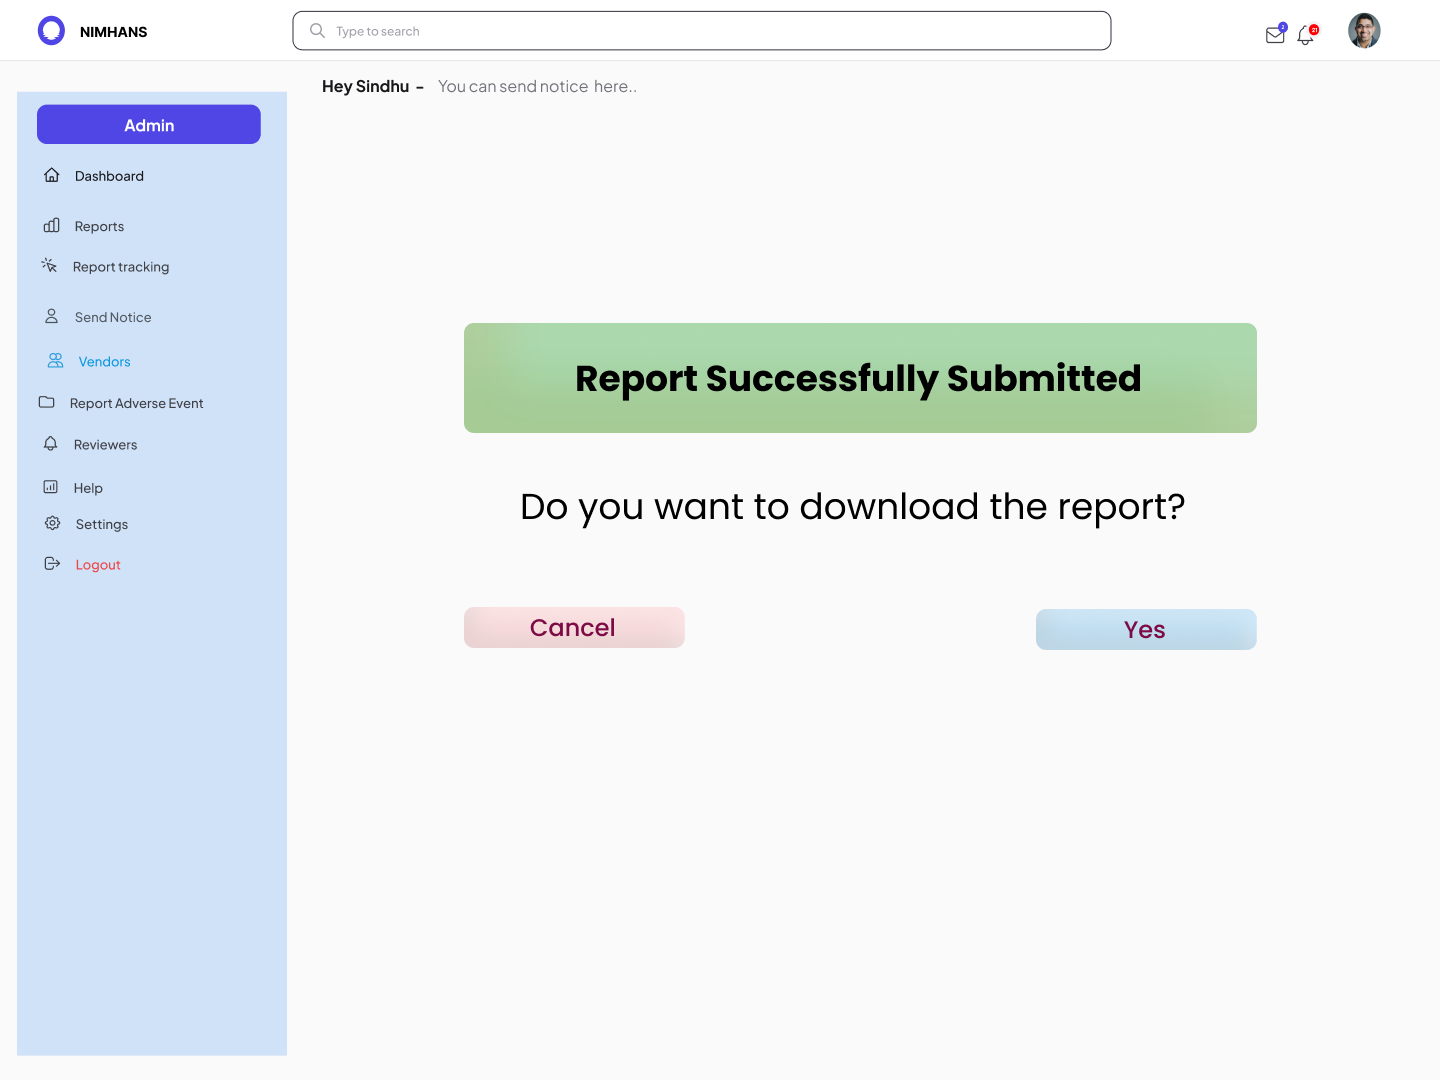 NIMHANS
Type to search
2
21
Hey Sindhu - You can send notice here..
Admin
Dashboard
Reports
Report tracking
Send Notice
Vendors
Report Adverse Event
Reviewers
Help
Settings
Logout
Report Successfully Submitted
Do you want to download the report?
Cancel
Yes